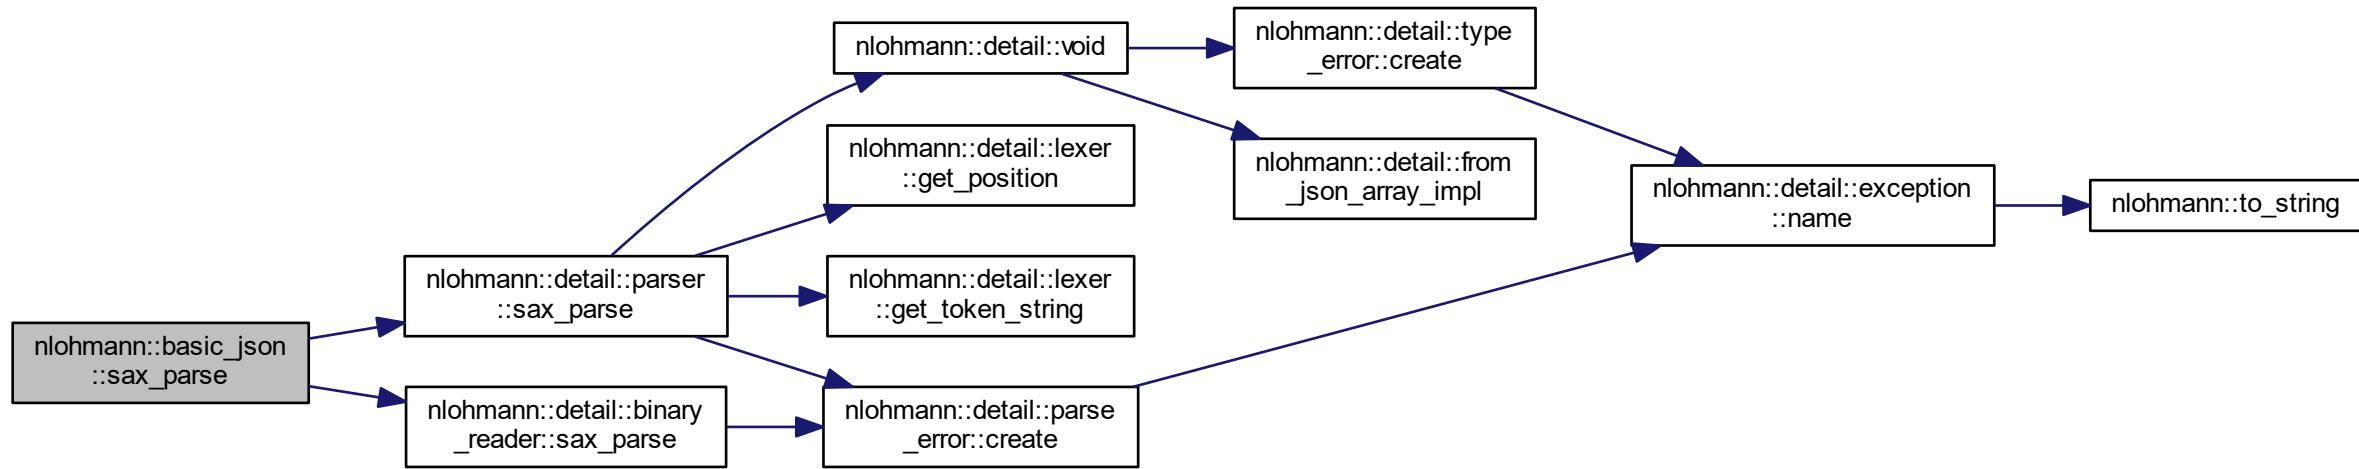 nlohmann::basic_json
::sax_parse
nlohmann::detail::parser
::sax_parse
nlohmann::detail::binary
_reader::sax_parse
nlohmann::detail::void
nlohmann::detail::lexer
::get_position
nlohmann::detail::lexer
::get_token_string
nlohmann::detail::parse
_error::create
nlohmann::detail::type
_error::create
nlohmann::detail::from
_json_array_impl
nlohmann::detail::exception
::name
nlohmann::to_string